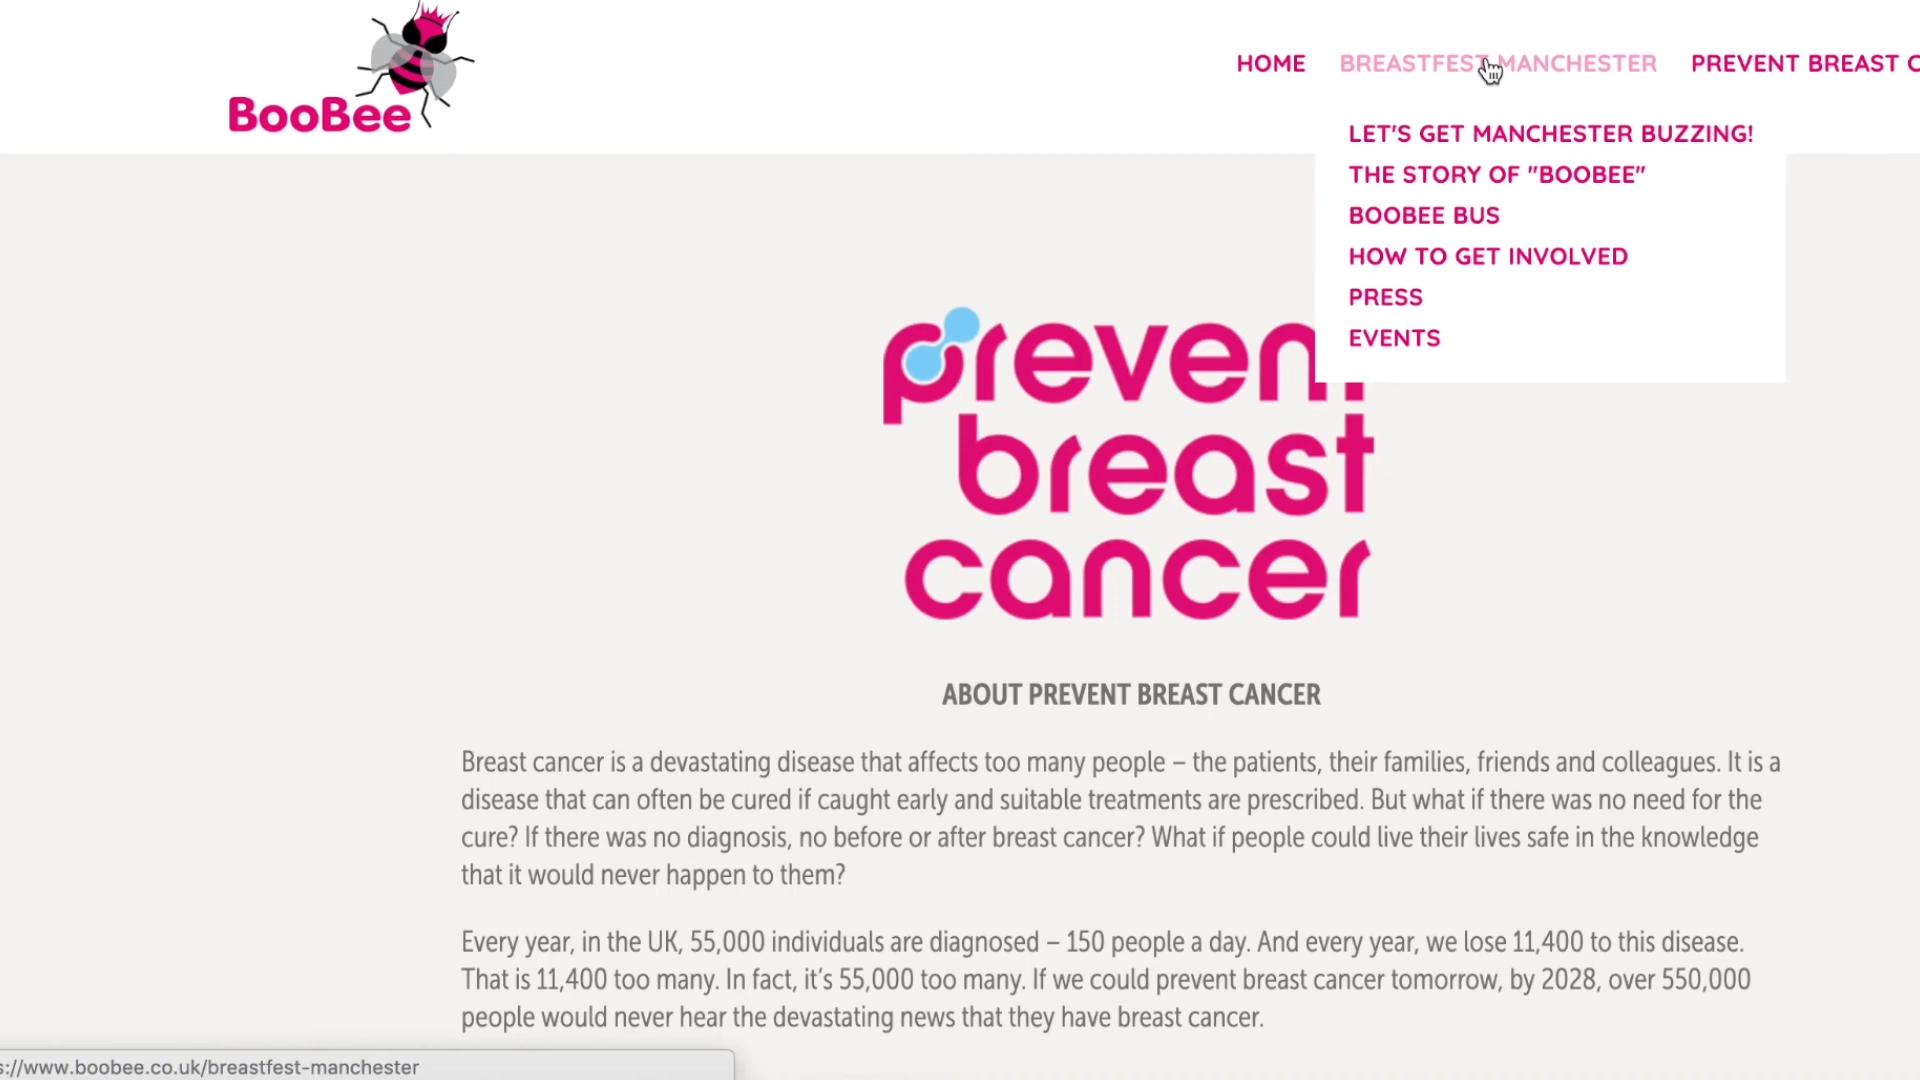 BooBee
HOME BREASTFEST MANCHESTER PREVENT BREAST C
LET'S GET MANCHESTER BUZZING!
THE STORY OF "BOOBEE"
BOOBEE BUS
HOW TO GET INVOLVED
PRESS
EVENTS
prevent
breast
cancer
ABOUT PREVENT BREAST CANCER
Breast cancer is a devastating disease that affects too many people – the patients, their families, friends and colleagues. It is a
disease that can often be cured if caught early and suitable treatments are prescribed. But what if there was no need for the
cure? If there was no diagnosis, no before or after breast cancer? What if people could live their lives safe in the knowledge
that it would never happen to them?
Every year, in the UK, 55,000 individuals are diagnosed – 150 people a day. And every year, we lose 11,400 to this disease.
That is 11,400 too many. In fact, it’s 55,000 too many. If we could prevent breast cancer tomorrow, by 2028, over 550,000
people would never hear the devastating news that they have breast cancer.
s://www.boobee.co.uk/breastfest-manchester